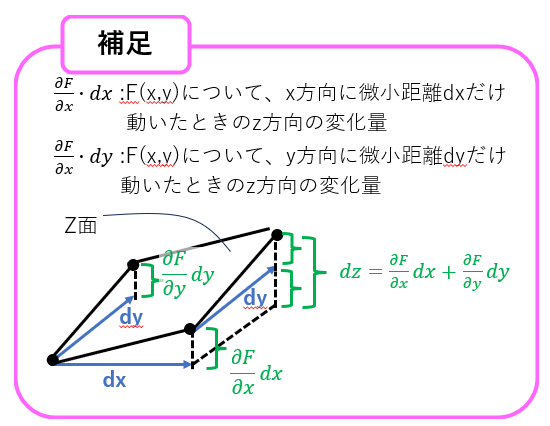 補足
∂F/∂x・dx :F(x,y)について、x方向に微小距離dxだけ
動いたときのz方向の変化量
∂F/∂x・dy :F(x,y)について、y方向に微小距離dyだけ
動いたときのz方向の変化量
Z面
∂F/∂y dy
dy
dy
dz = ∂F/∂x dx + ∂F/∂y dy
dx
∂F/∂x dx